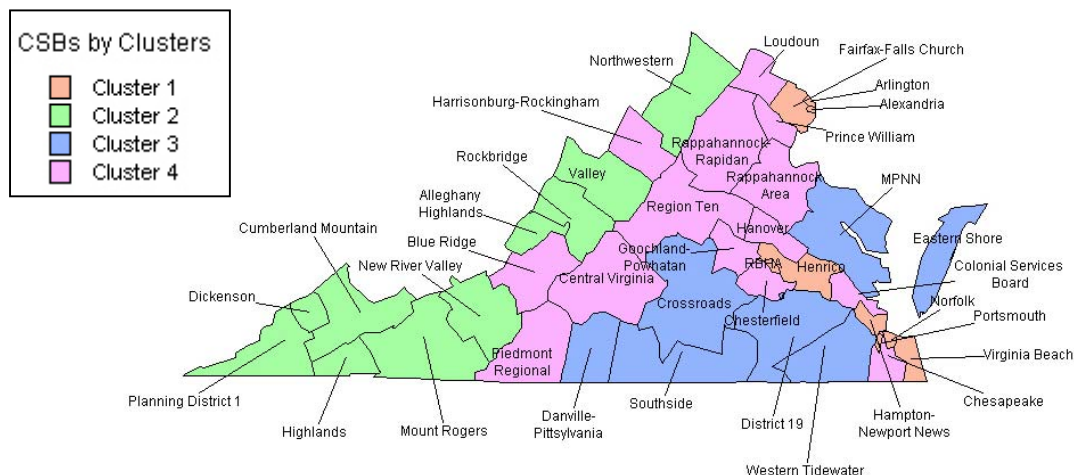 CSBs by Clusters
Cluster 1
Cluster 2
Cluster 3
Cluster 4
Loudoun
Fairfax-Falls Church
Northwestern
Arlington
Alexandria
Harrisonburg-Rockingham
Prince William
Rappahannock-
Rapidan
Rockbridge
Valley
Rappahannock
Area
MPNN
Alleghany
Highlands
Region Ten
Cumberland Mountain
Hanover
Eastern Shore
Blue Ridge
Goochland-
Powhatan
New River Valley
RBHA
Henrico
Central Virginia
Colonial Services
Board
Dickenson
Crossroads
Norfolk
Chesterfield
Portsmouth
Piedmont
Regional
Virginia Beach
Planning District 1
Southside
Chesapeake
Danville-
Pittsylvania
District 19
Hampton-
Newport News
Highlands
Mount Rogers
Western Tidewater